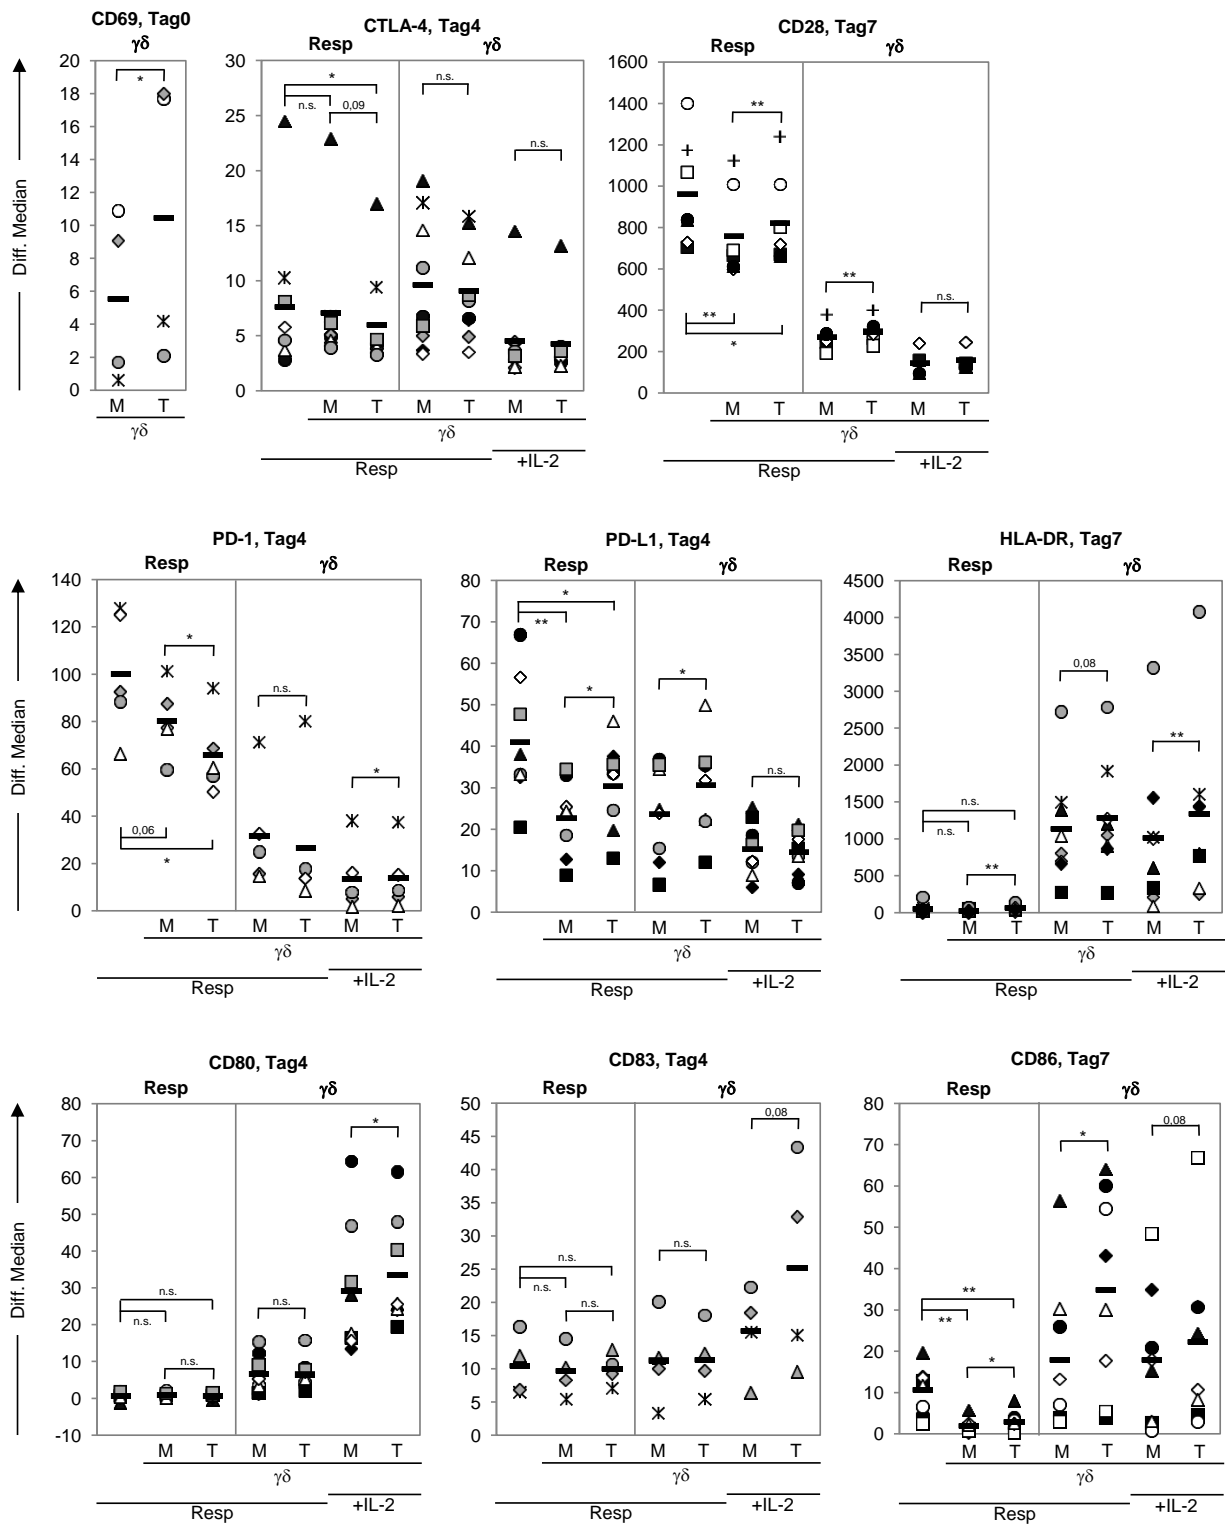 CD69, Tag0
γδ
Diff. Median
20
18
16
14
12
10
8
6
4
2
0
*
M T
γδ
CTLA-4, Tag4
Resp γδ
30
25
20
15
10
5
0
*
n.s.
0,09
n.s.
n.s.
M T M T M T
γδ
+IL-2
Resp
CD28, Tag7
Resp γδ
1600
1400
1200
1000
800
600
400
200
0
**
**
*
**
n.s.
M T M T M T
γδ
+IL-2
Resp
PD-1, Tag4
Resp γδ
Diff. Median
140
120
100
80
60
40
20
0
*
0,06
*
n.s.
*
M T M T
γδ
+IL-2
Resp
PD-L1, Tag4
Resp γδ
80
70
60
50
40
30
20
10
0
*
**
*
*
n.s.
M T M T M T
γδ
+IL-2
Resp
HLA-DR, Tag7
Resp γδ
4500
4000
3500
3000
2500
2000
1500
1000
500
0
n.s.
n.s.
**
0,08
**
M T M T M T
γδ
+IL-2
Resp
CD80, Tag4
Resp γδ
Diff. Median
80
70
60
50
40
30
20
10
0
-10
n.s.
n.s.
n.s.
n.s.
*
M T M T M T
γδ
+IL-2
Resp
CD83, Tag4
Resp γδ
50
45
40
35
30
25
20
15
10
5
0
n.s.
n.s.
n.s.
n.s.
0,08
M T M T M T
γδ
+IL-2
Resp
CD86, Tag7
Resp γδ
80
70
60
50
40
30
20
10
0
**
**
*
*
0,08
M T M T M T
γδ
+IL-2
Resp